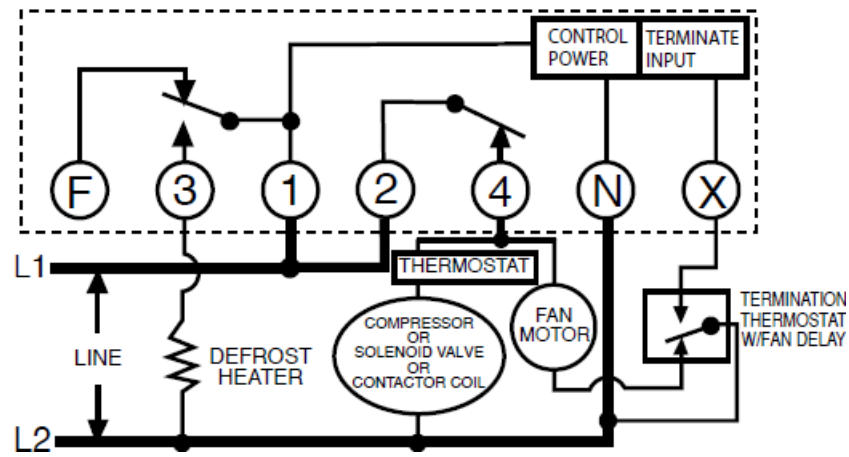 CONTROL
POWER
TERMINATE
INPUT
F
3
1
2
4
N
X
L1
THERMOSTAT
LINE
DEFROST
HEATER
COMPRESSOR
OR
SOLENOID VALVE
OR
CONTACTOR COIL
FAN
MOTOR
TERMINATION
THERMOSTAT
W/FAN DELAY
L2